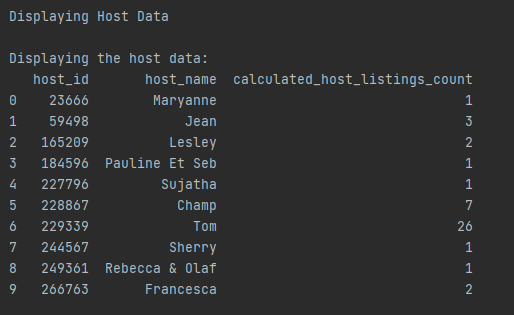 Displaying Host Data
Displaying the host data:
host_id host_name calculated_host_listings_count
0 23666 Maryanne 1
1 59498 Jean 3
2 165209 Lesley 2
3 184596 Pauline Et Seb 1
4 227796 Sujatha 1
5 228867 Champ 7
6 229339 Tom 26
7 244567 Sherry 1
8 249361 Rebecca & Olaf 1
9 266763 Francesca 2